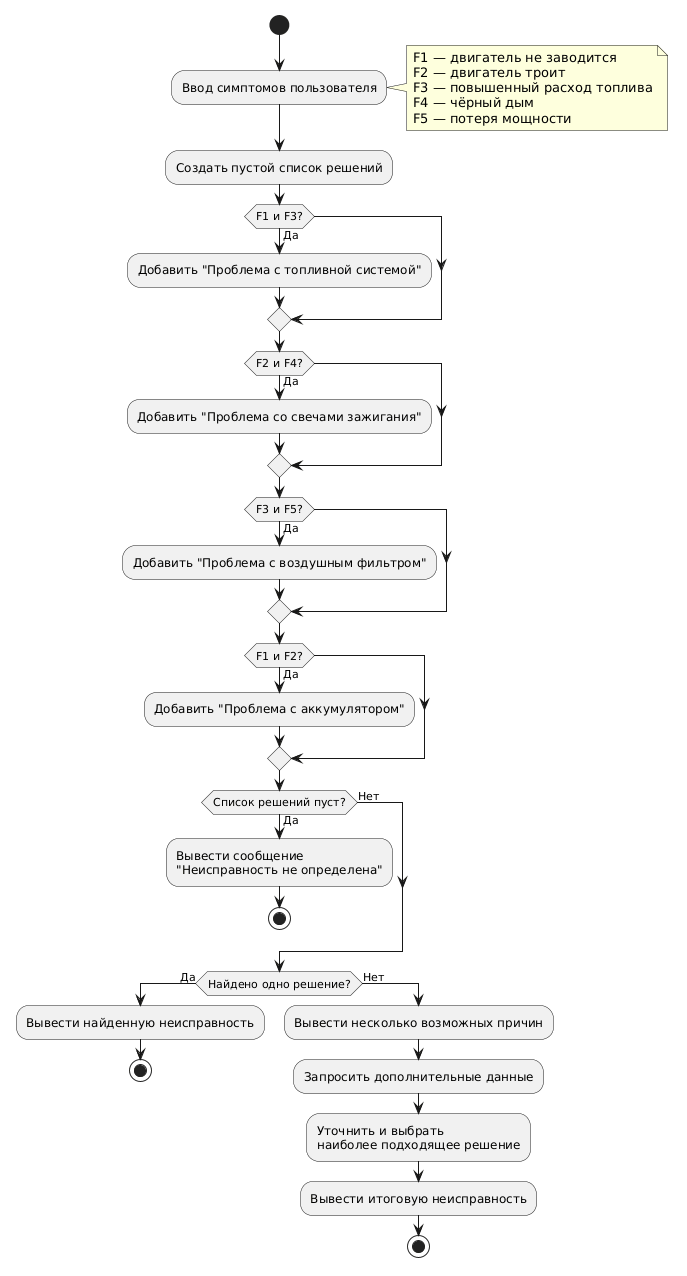 Ввод симптомов пользователя
F1 — двигатель не заводится
F2 — двигатель троит
F3 — повышенный расход топлива
F4 — чёрный дым
F5 — потеря мощности
Создать пустой список решений
F1 и F3?
Да
Добавить "Проблема с топливной системой"
F2 и F4?
Да
Добавить "Проблема со свечами зажигания"
F3 и F5?
Да
Добавить "Проблема с воздушным фильтром"
F1 и F2?
Да
Добавить "Проблема с аккумулятором"
Список решений пуст?
Нет
Да
Вывести сообщение
"Неисправность не определена"
Да
Найдено одно решение?
Нет
Вывести найденную неисправность
Вывести несколько возможных причин
Запросить дополнительные данные
Уточнить и выбрать
наиболее подходящее решение
Вывести итоговую неисправность